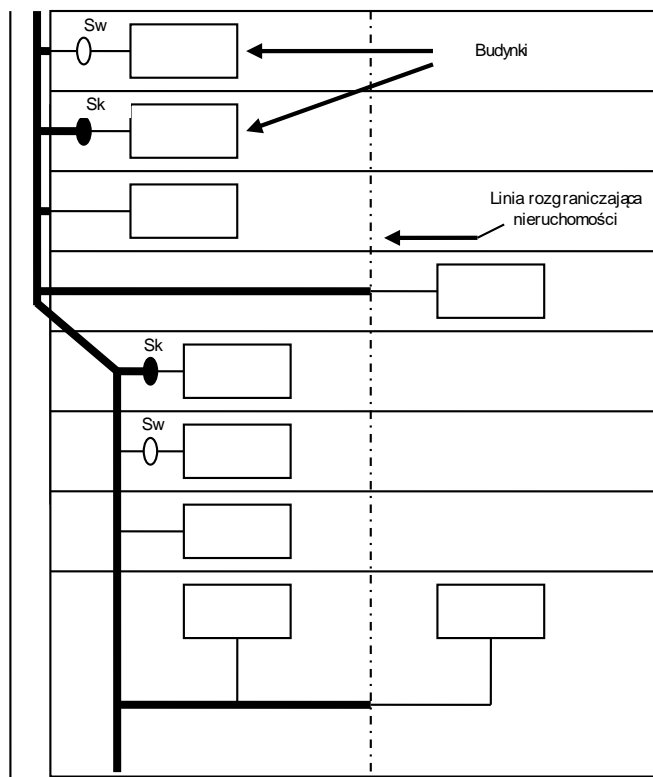 Sw
Budynki
Sk
Linia rozgraniczająca
nieruchomości
Sk
Sw